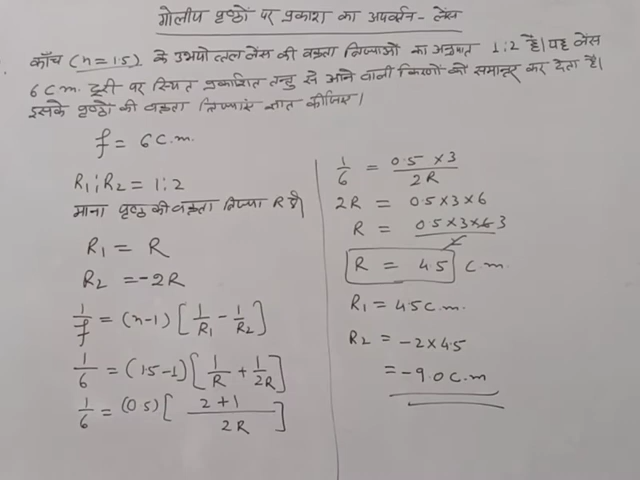 गोलीय पृष्ठों पर प्रकाश का अपवर्तन - लेंस
काँच (n = 1.5) के उभयोत्तल लेंस की वक्रता त्रिज्याओं का अनुपात 1:2 है। यह लेंस
6 c.m. दूरी पर स्थित प्रकाशित तन्तु से आने वाली किरणों को समान्तर कर देता है।
इसके पृष्ठों की वक्रता त्रिज्याएं ज्ञात कीजिए।
f = 6 c.m.
R₁:R₂ = 1:2
माना पृष्ठ की वक्रता त्रिज्या R है
R₁ = R
R₂ = -2R
1/f = (n-1) [1/R₁ - 1/R₂]
1/6 = (1.5-1) [1/R + 1/2R]
1/6 = (0.5) [2+1/2R]
1/6 = 0.5 × 3/2R
2R = 0.5 × 3 × 6
R = 0.5 × 3 × 6 3/2
R = 4.5 c.m.
R₁ = 4.5 c.m.
R₂ = -2 × 4.5
= -9.0 c.m